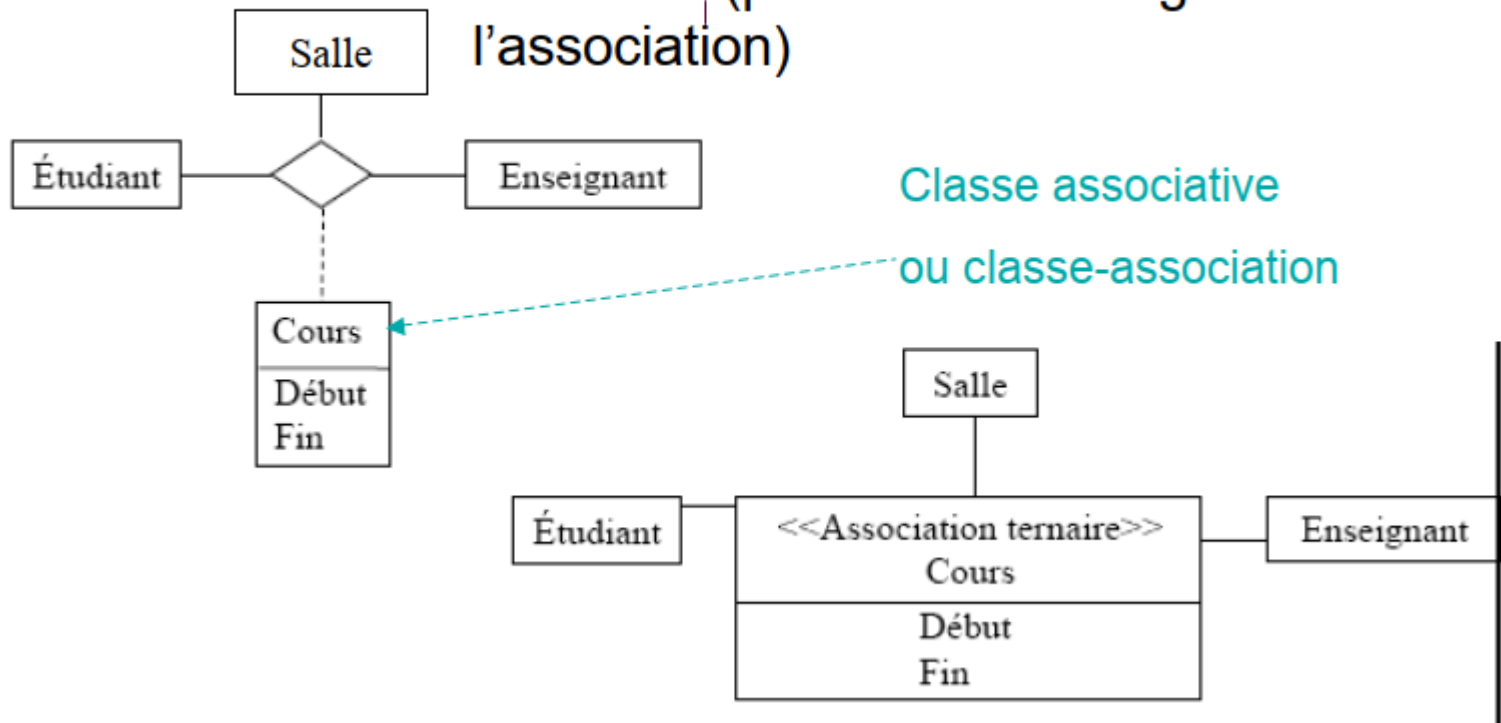 l'association)
Salle
Étudiant
Enseignant
Cours
Début
Fin
Classe associative
ou classe-association
Salle
Étudiant
<<Association ternaire>>
Cours
Enseignant
Début
Fin